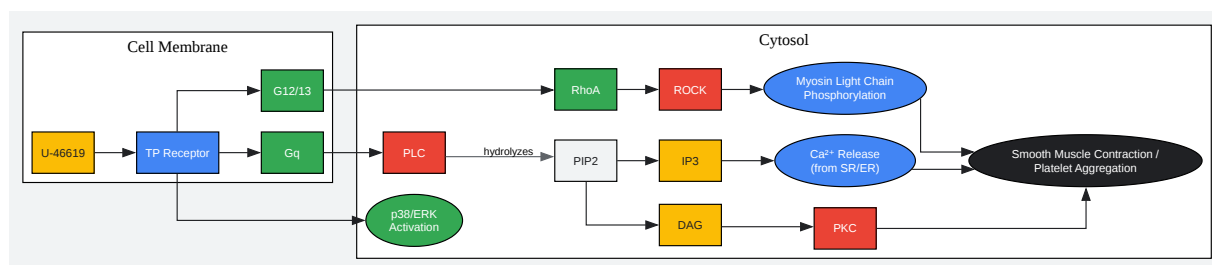 Cell Membrane
Cytosol
G12/13
RhoA
ROCK
Myosin Light Chain
Phosphorylation
U-46619
TP Receptor
Gq
PLC
hydrolyzes
PIP2
IP3
Ca²⁺ Release
(from SR/ER)
Smooth Muscle Contraction /
Platelet Aggregation
p38/ERK
Activation
DAG
PKC